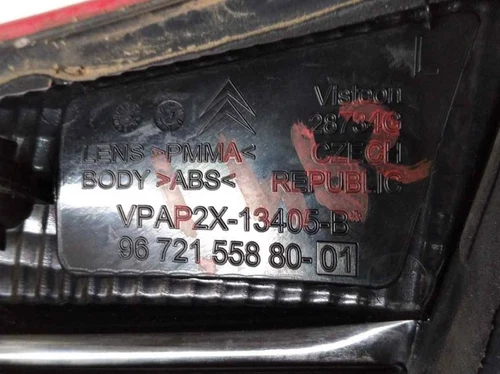 L
Visteon
28734G
LENS >PMMA< CZECH
BODY >ABS< REPUBLIC
VPAP2X-13405-B
96 721 558 80-01